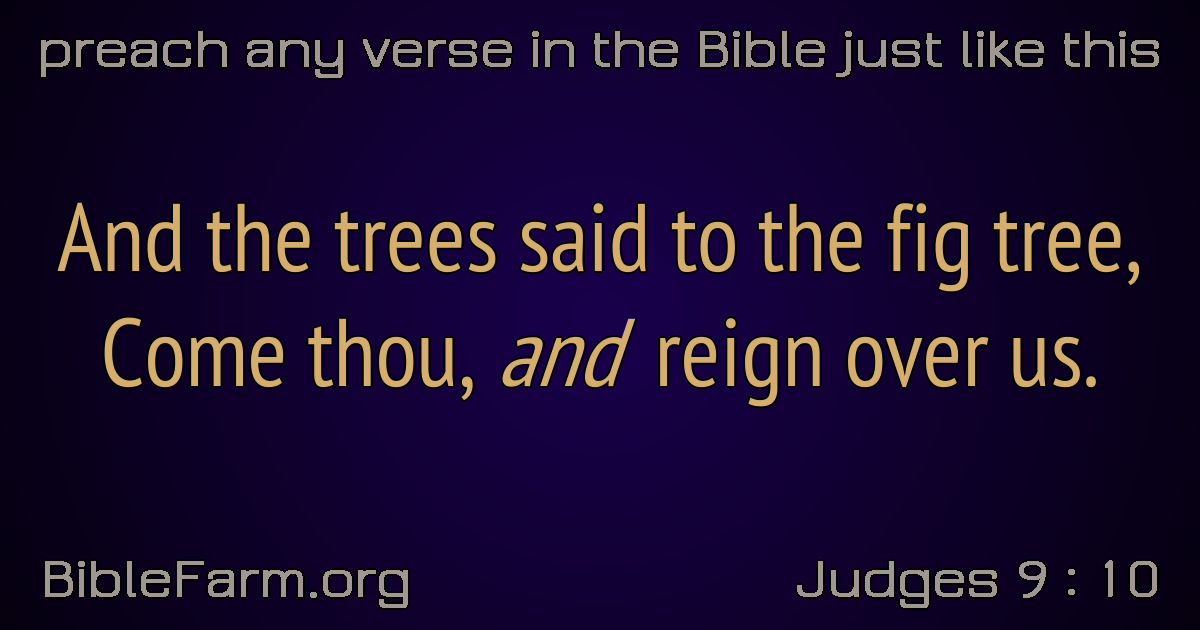 preach any verse in the Bible just like this
And the trees said to the fig tree,
Come thou, and reign over us.
BibleFarm.org
Judges 9 : 10